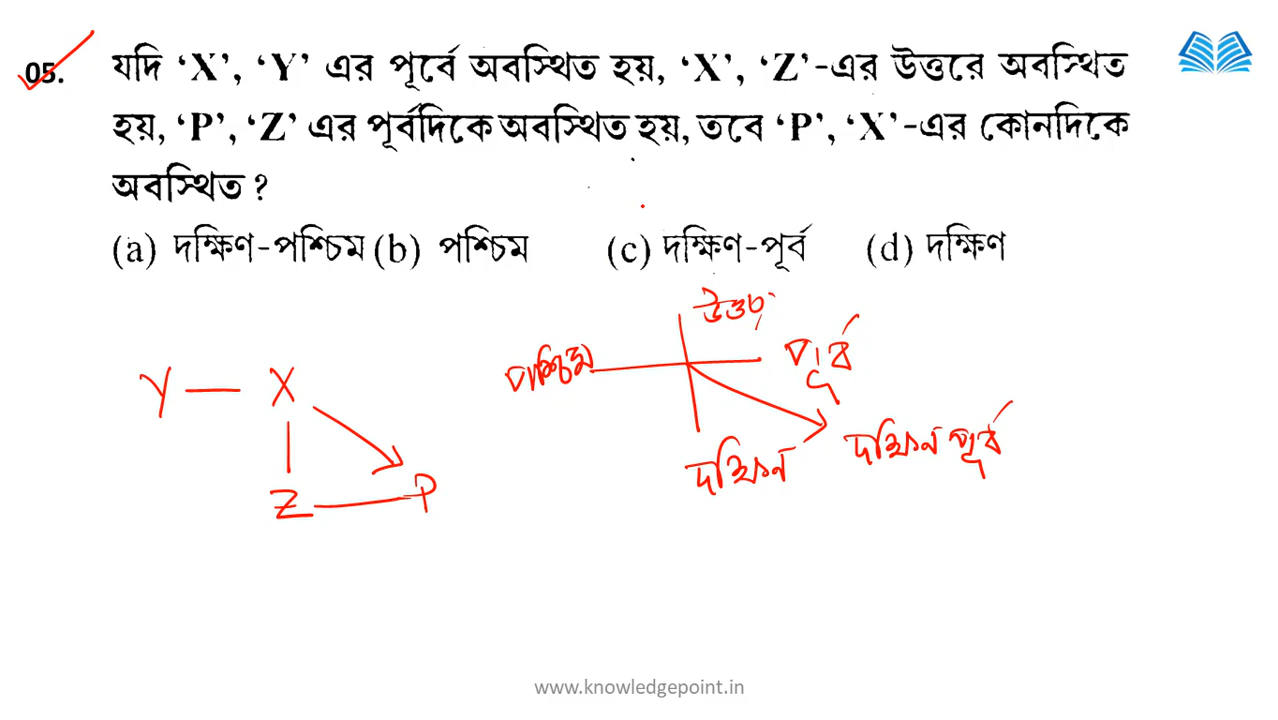 05. যদি ‘X’, ‘Y’ এর পূর্বে অবস্থিত হয়, ‘X’, ‘Z’-এর উত্তরে অবস্থিত
হয়, ‘P’, ‘Z’ এর পূর্বদিকে অবস্থিত হয়, তবে ‘P’, ‘X’-এর কোনদিকে
অবস্থিত ?
(a) দক্ষিণ-পশ্চিম (b) পশ্চিম (c) দক্ষিণ-পূর্ব (d) দক্ষিণ
উত্তর
পশ্চিম পূর্ব
Y — X
দক্ষিন দক্ষিন পূর্ব
Z P
www.knowledgepoint.in